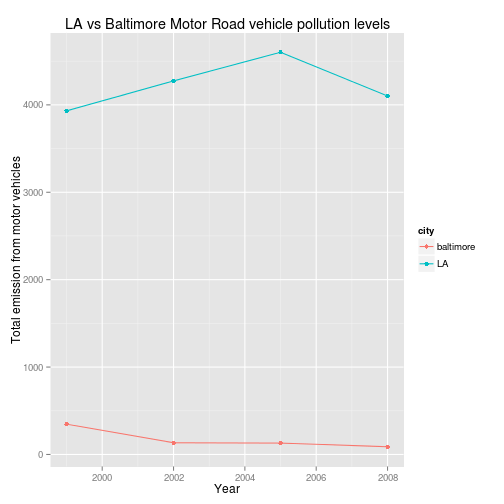 LA vs Baltimore Motor Road vehicle pollution levels
Total emission from motor vehicles
4000
3000
2000
1000
0
2000
2002
2004
2006
2008
Year
city
baltimore
LA